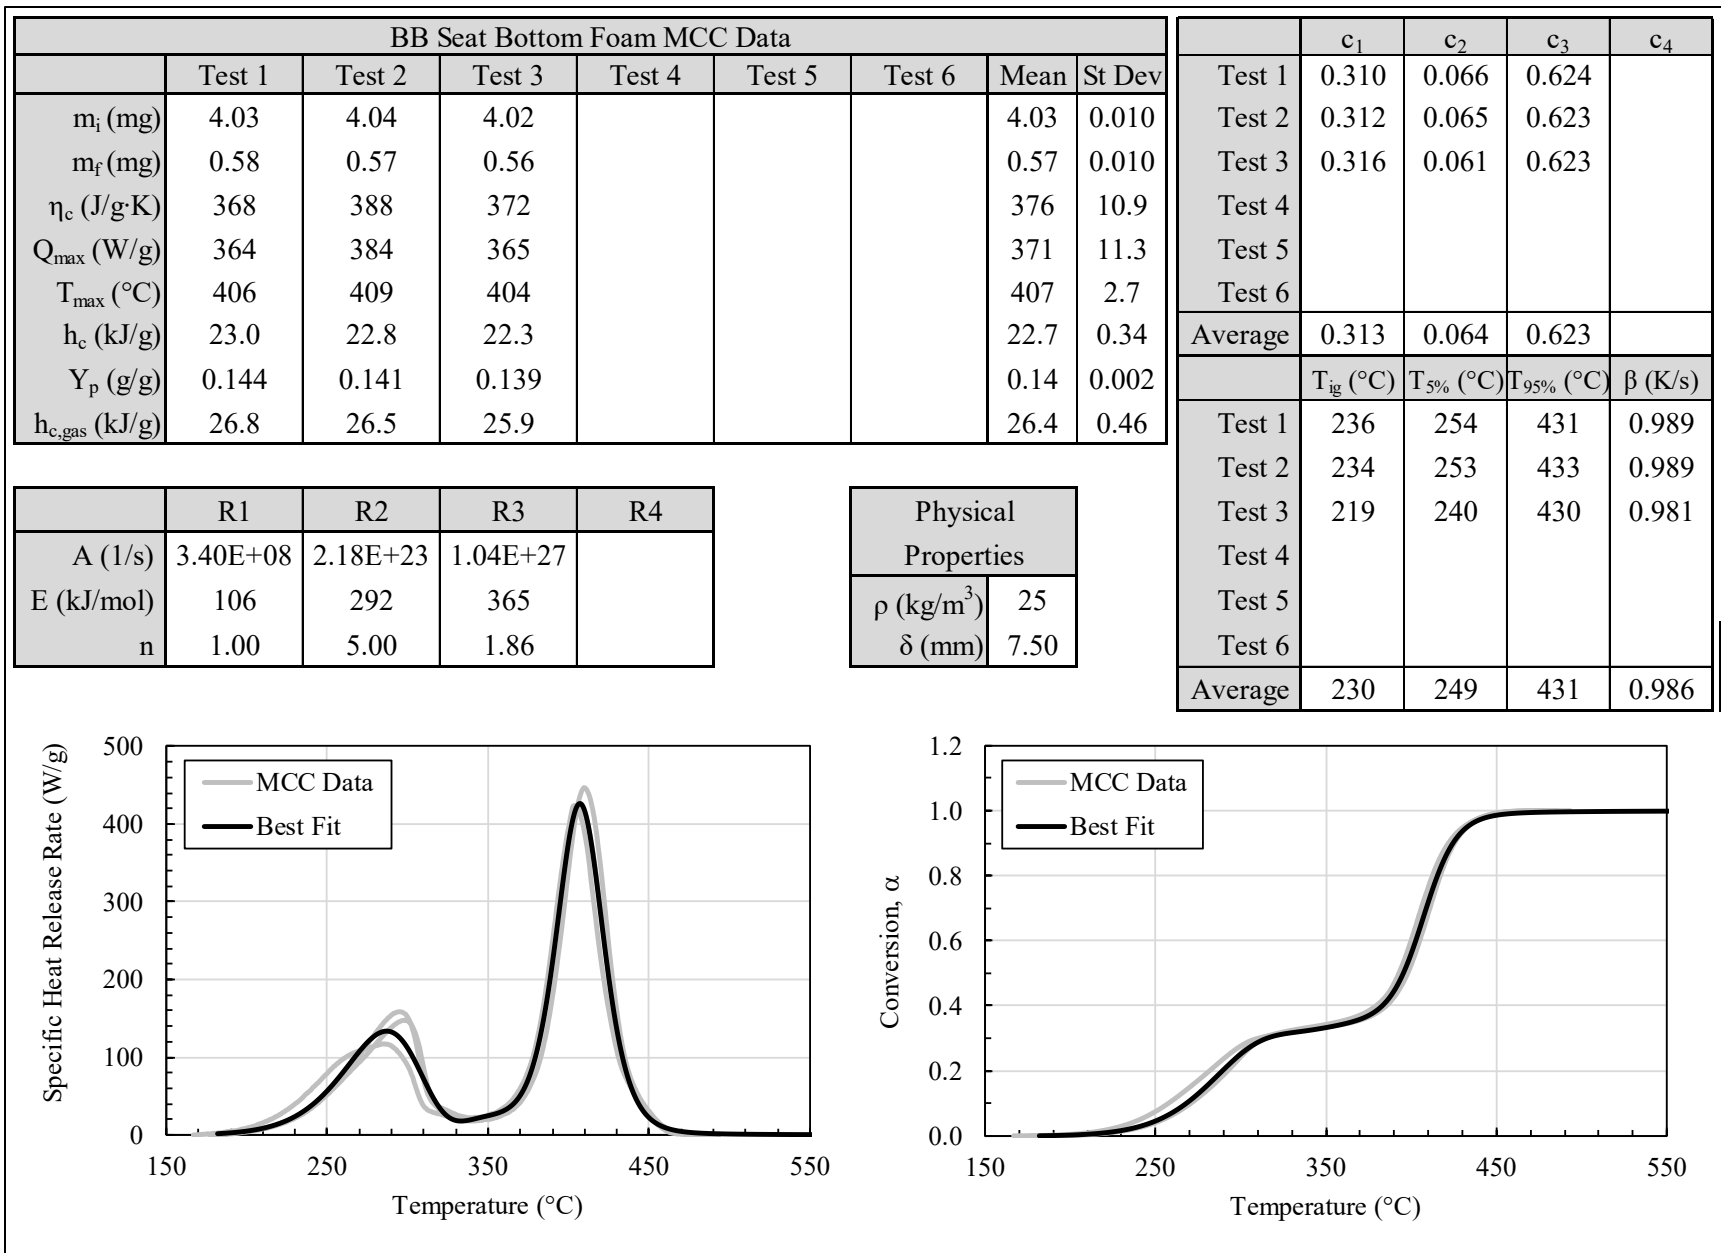 BB Seat Bottom Foam MCC Data
Test 1 Test 2 Test 3 Test 4 Test 5 Test 6 Mean St Dev
mᵢ (mg) 4.03 4.04 4.02 4.03 0.010
m_f (mg) 0.58 0.57 0.56 0.57 0.010
η_c (J/g·K) 368 388 372 376 10.9
Q_max (W/g) 364 384 365 371 11.3
T_max (°C) 406 409 404 407 2.7
h_c (kJ/g) 23.0 22.8 22.3 22.7 0.34
Y_p (g/g) 0.144 0.141 0.139 0.14 0.002
h_c,gas (kJ/g) 26.8 26.5 25.9 26.4 0.46
c₁ c₂ c₃ c₄
Test 1 0.310 0.066 0.624
Test 2 0.312 0.065 0.623
Test 3 0.316 0.061 0.623
Test 4
Test 5
Test 6
Average 0.313 0.064 0.623
T_ig (°C) T_5% (°C) T_95% (°C) β (K/s)
Test 1 236 254 431 0.989
Test 2 234 253 433 0.989
Test 3 219 240 430 0.981
Test 4
Test 5
Test 6
Average 230 249 431 0.986
R1 R2 R3 R4
A (1/s) 3.40E+08 2.18E+23 1.04E+27
E (kJ/mol) 106 292 365
n 1.00 5.00 1.86
Physical
Properties
ρ (kg/m³) 25
δ (mm) 7.50
Specific Heat Release Rate (W/g)
500
400
300
200
100
0
MCC Data
Best Fit
150 250 350 450 550
Temperature (°C)
Conversion, α
1.2
1.0
0.8
0.6
0.4
0.2
0.0
MCC Data
Best Fit
150 250 350 450 550
Temperature (°C)